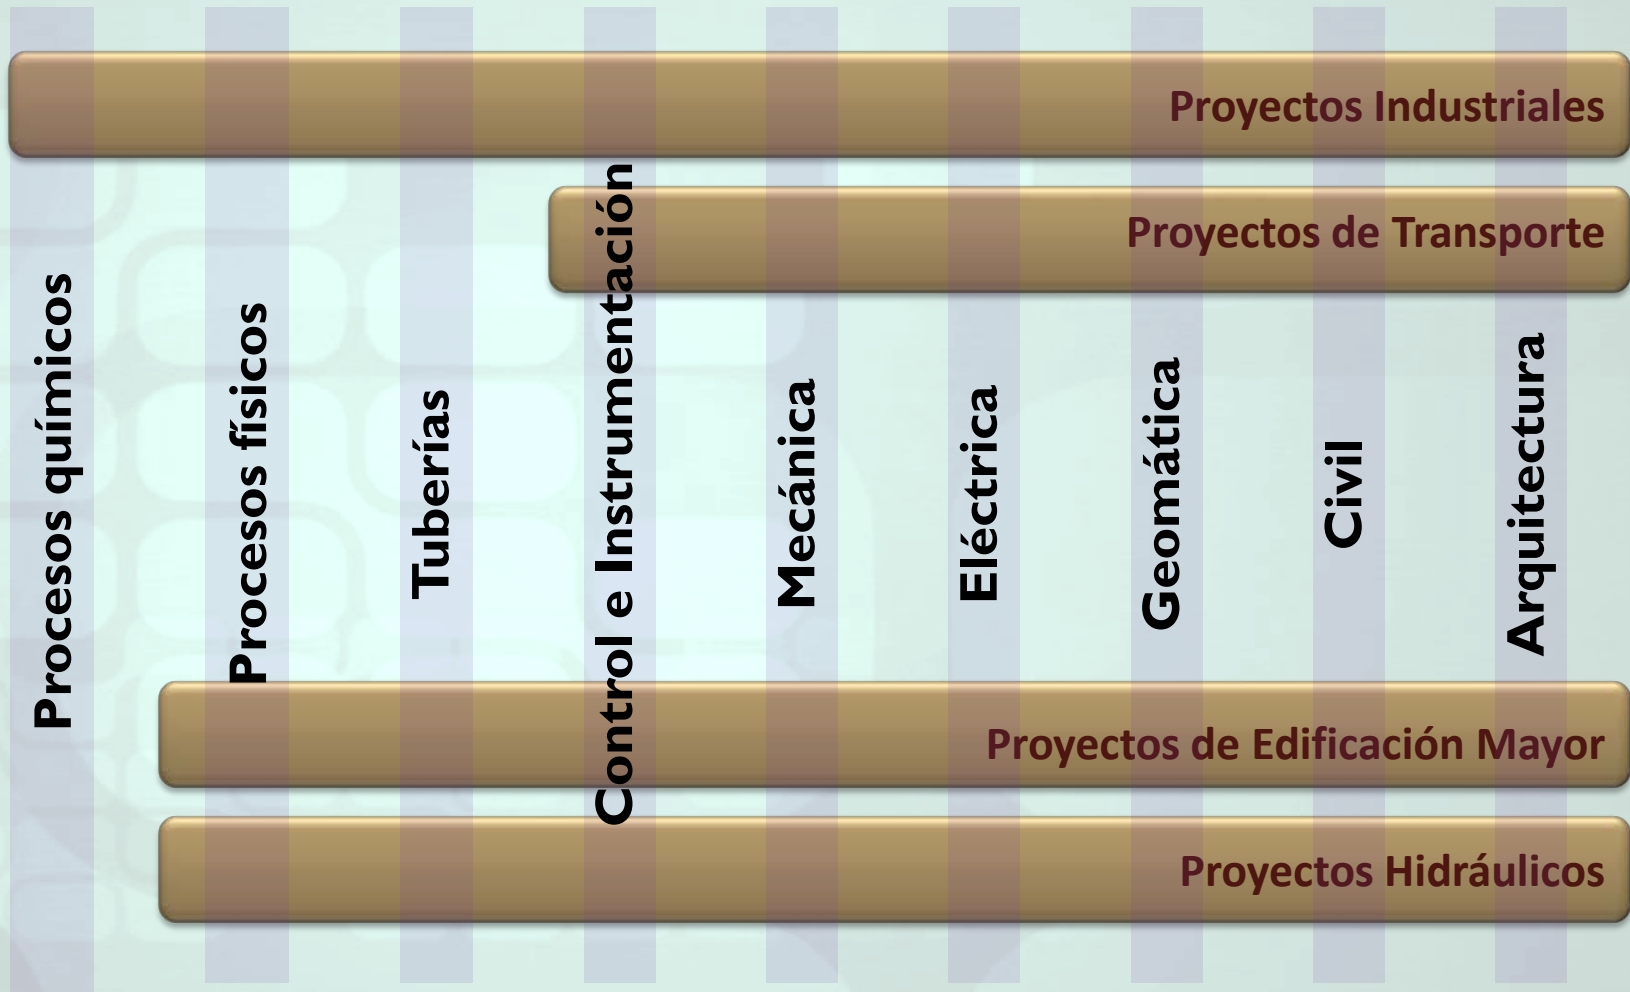 Proyectos Industriales
Proyectos de Transporte
Procesos químicos
Procesos físicos
Tuberías
Control e Instrumentación
Mecánica
Eléctrica
Geomática
Civil
Arquitectura
Proyectos de Edificación Mayor
Proyectos Hidráulicos